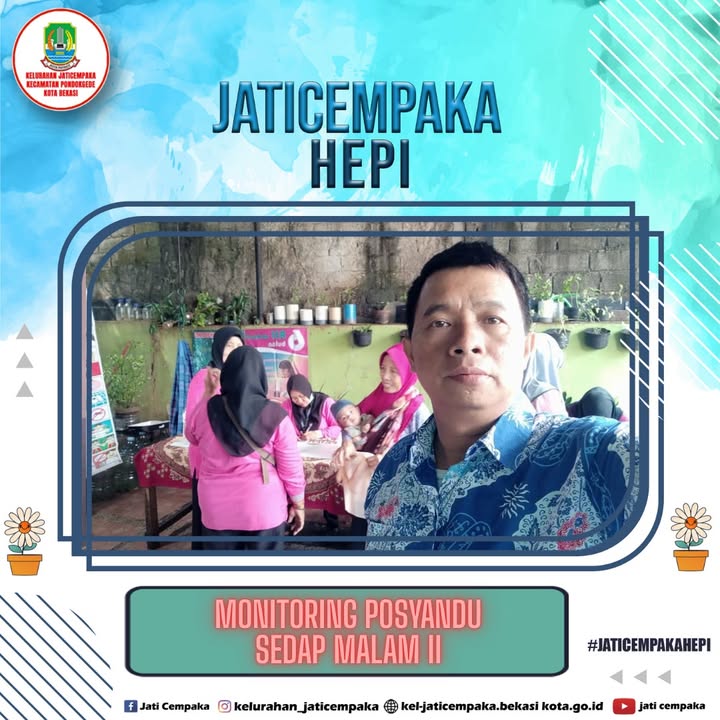 KELURAHAN JATICEMPAKA
KECAMATAN PONDOKGEDE
KOTA BEKASI
JATICEMPAKA
HEPI
salud
MONITORING POSYANDU
SEDAP MALAM II
#JATICEMPAKAHEPI
Jati Cempaka kelurahan_jaticempaka kel-jaticempaka.bekasi kota.go.id jati cempaka